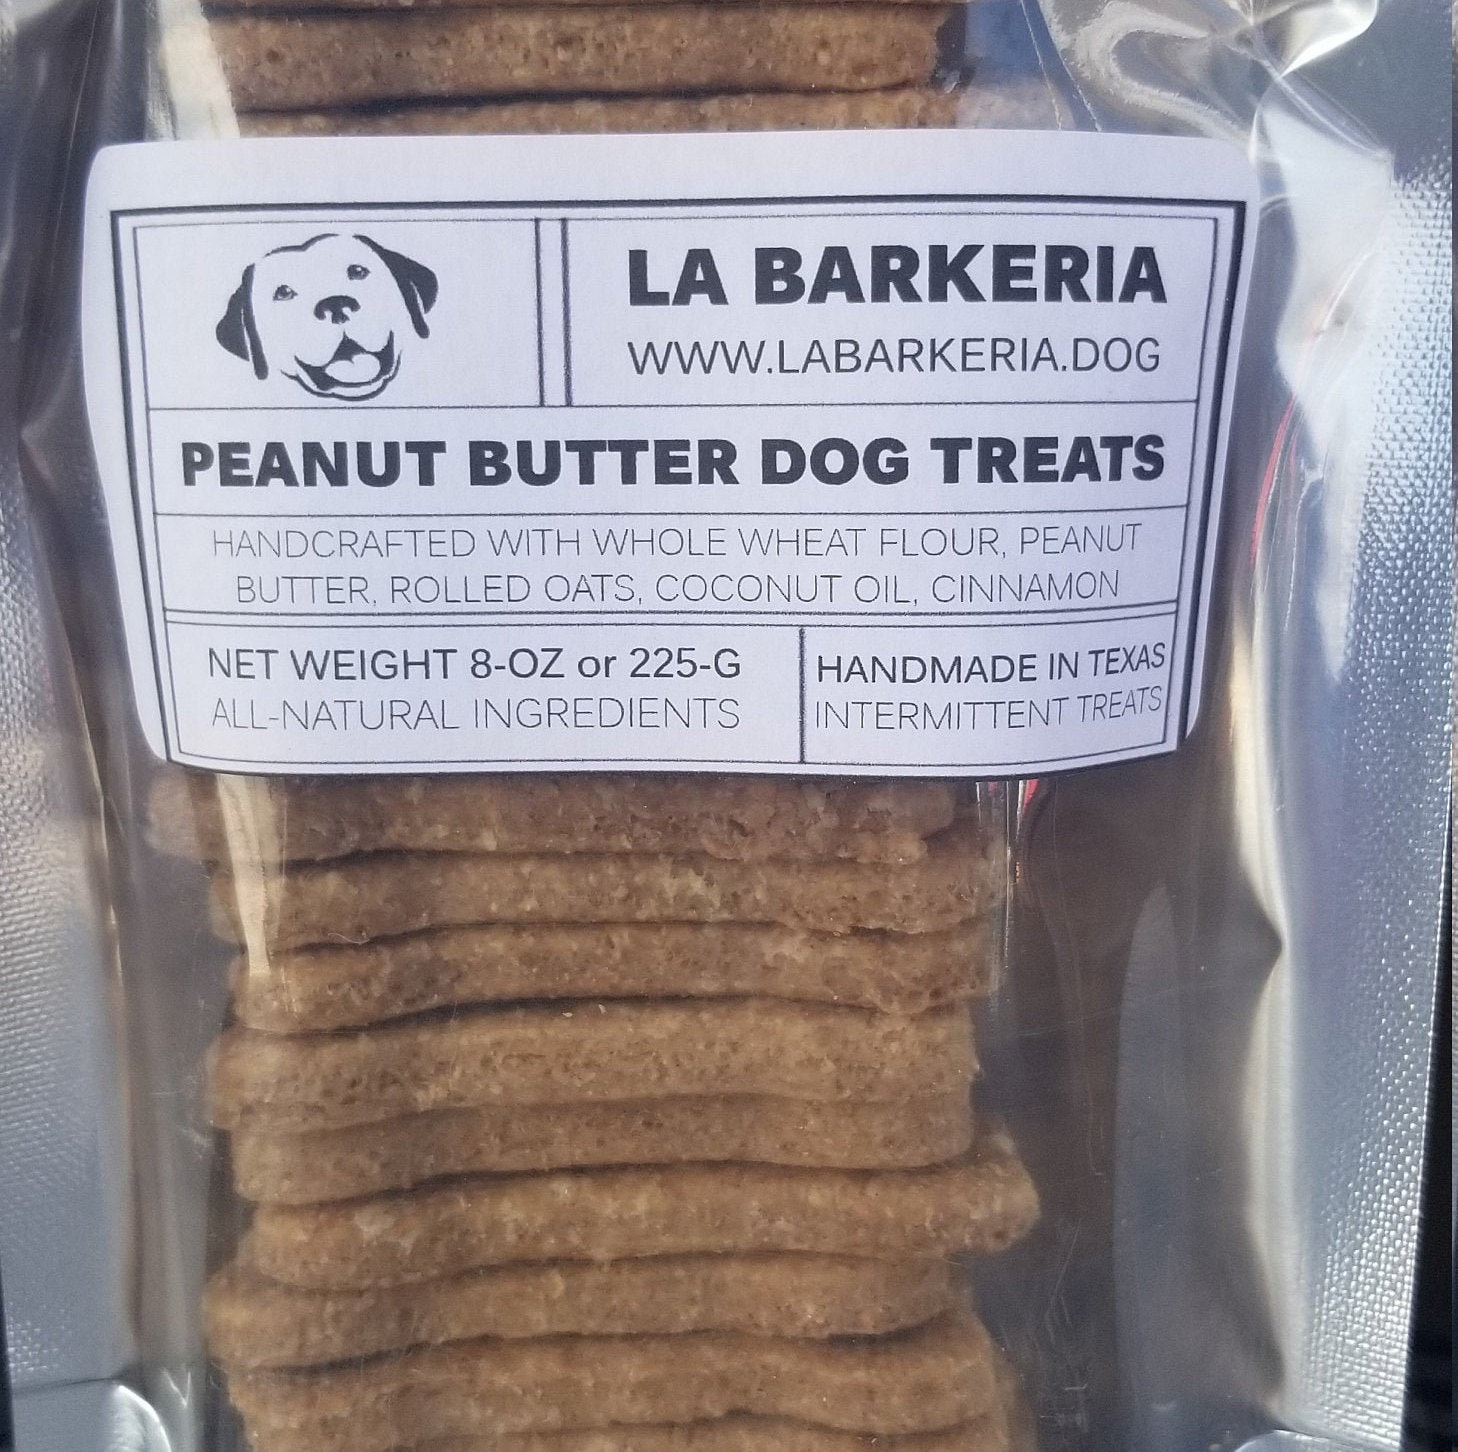 LA BARKERIA
WWW.LABARKERIA.DOG
PEANUT BUTTER DOG TREATS
HANDCRAFTED WITH WHOLE WHEAT FLOUR, PEANUT
BUTTER, ROLLED OATS, COCONUT OIL, CINNAMON
NET WEIGHT 8-OZ or 225-G
ALL-NATURAL INGREDIENTS
HANDMADE IN TEXAS
INTERMITTENT TREATS